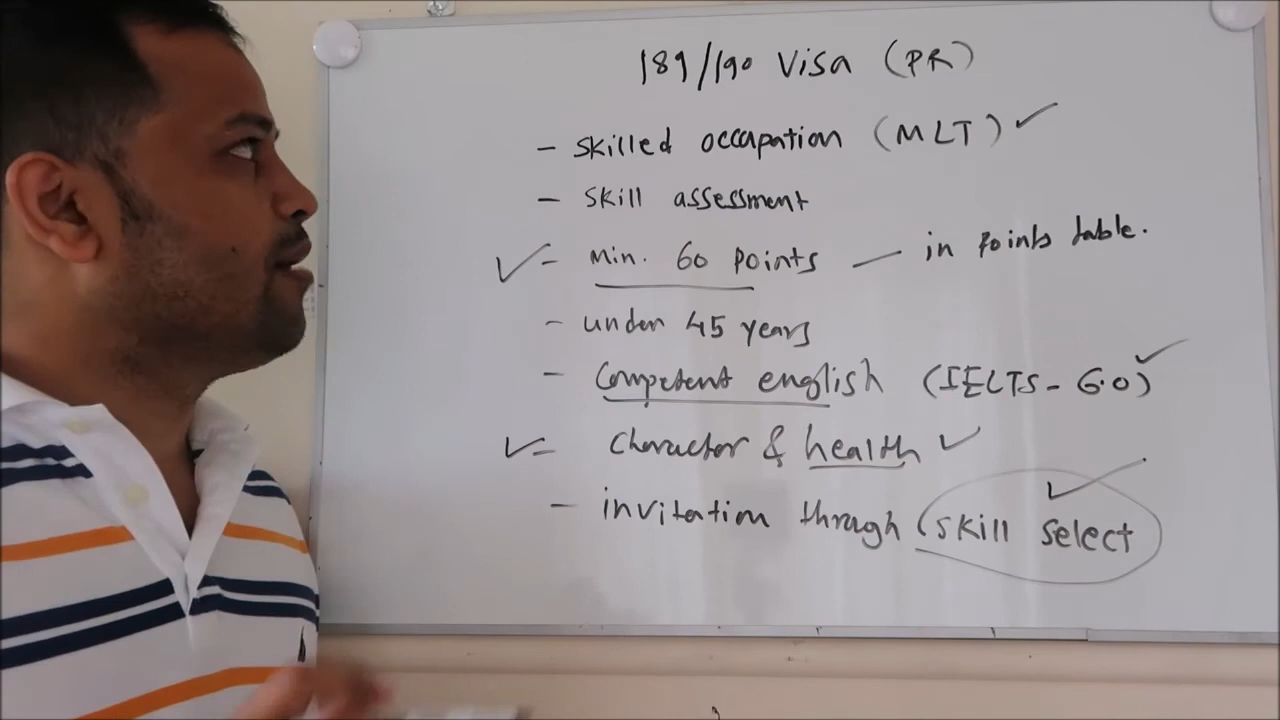 189/190 Visa (PR)
- skilled occupation (MLT) ✓
- skill assessment
✓ - min. 60 points — in points table.
- under 45 years
- Competent english (IELTS - 6.0) ✓
✓ - Charactor & health ✓
- invitation through (skill select ✓